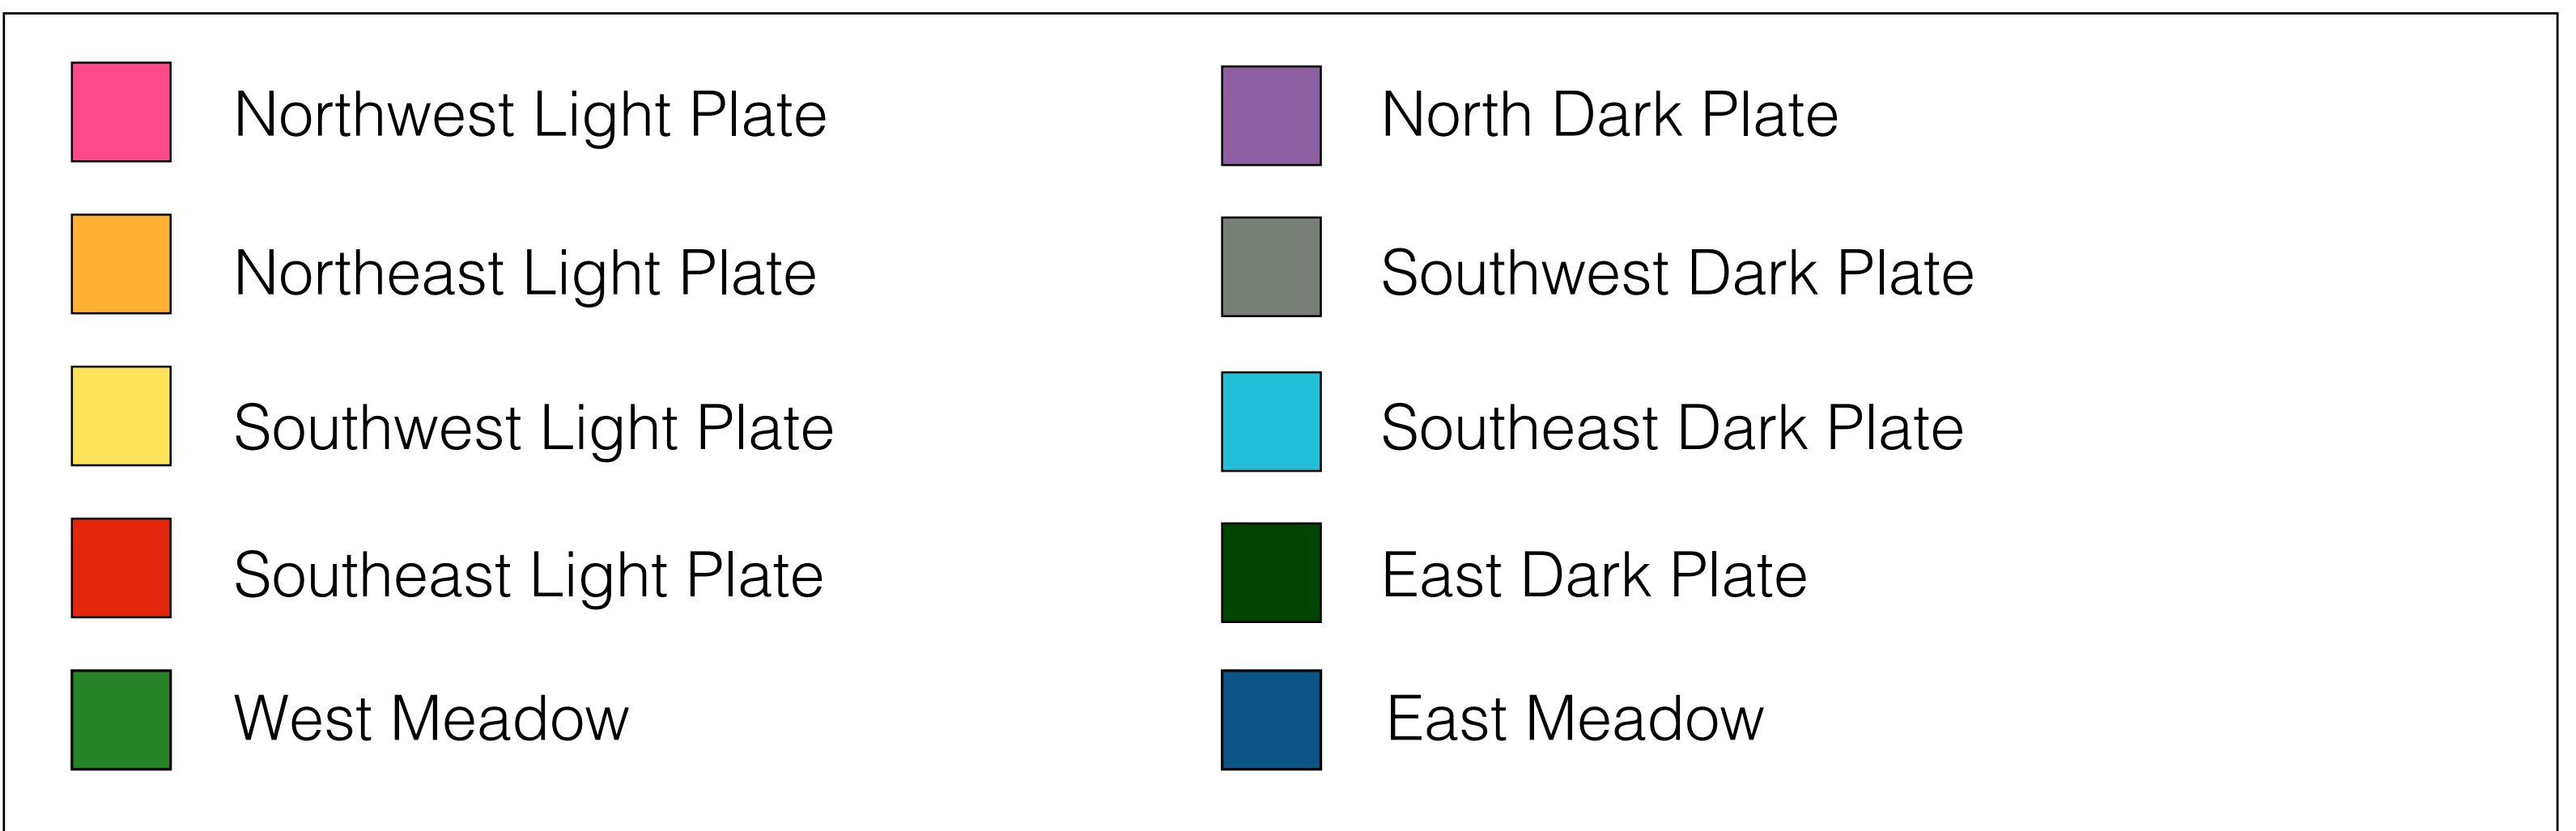 Northwest Light Plate
Northeast Light Plate
Southwest Light Plate
Southeast Light Plate
West Meadow
North Dark Plate
Southwest Dark Plate
Southeast Dark Plate
East Dark Plate
East Meadow